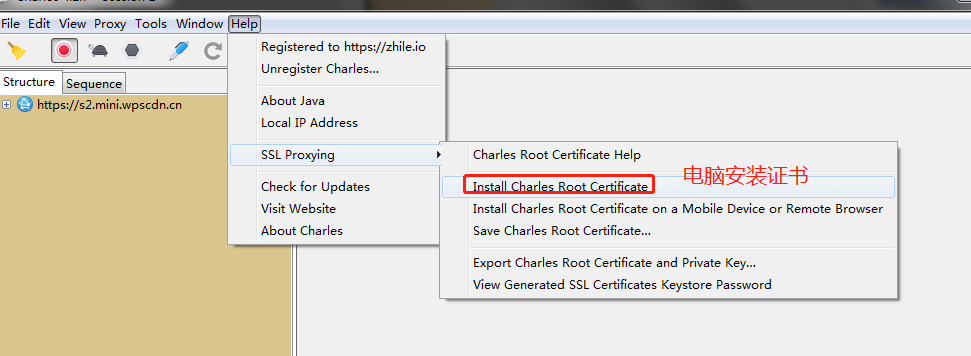 File Edit View Proxy Tools Window Help
Structure Sequence
https://s2.mini.wpscdn.cn
Registered to https://zhile.io
Unregister Charles...
About Java
Local IP Address
SSL Proxying
Check for Updates
Visit Website
About Charles
Charles Root Certificate Help
Install Charles Root Certificate
电脑安装证书
Install Charles Root Certificate on a Mobile Device or Remote Browser
Save Charles Root Certificate...
Export Charles Root Certificate and Private Key...
View Generated SSL Certificates Keystore Password